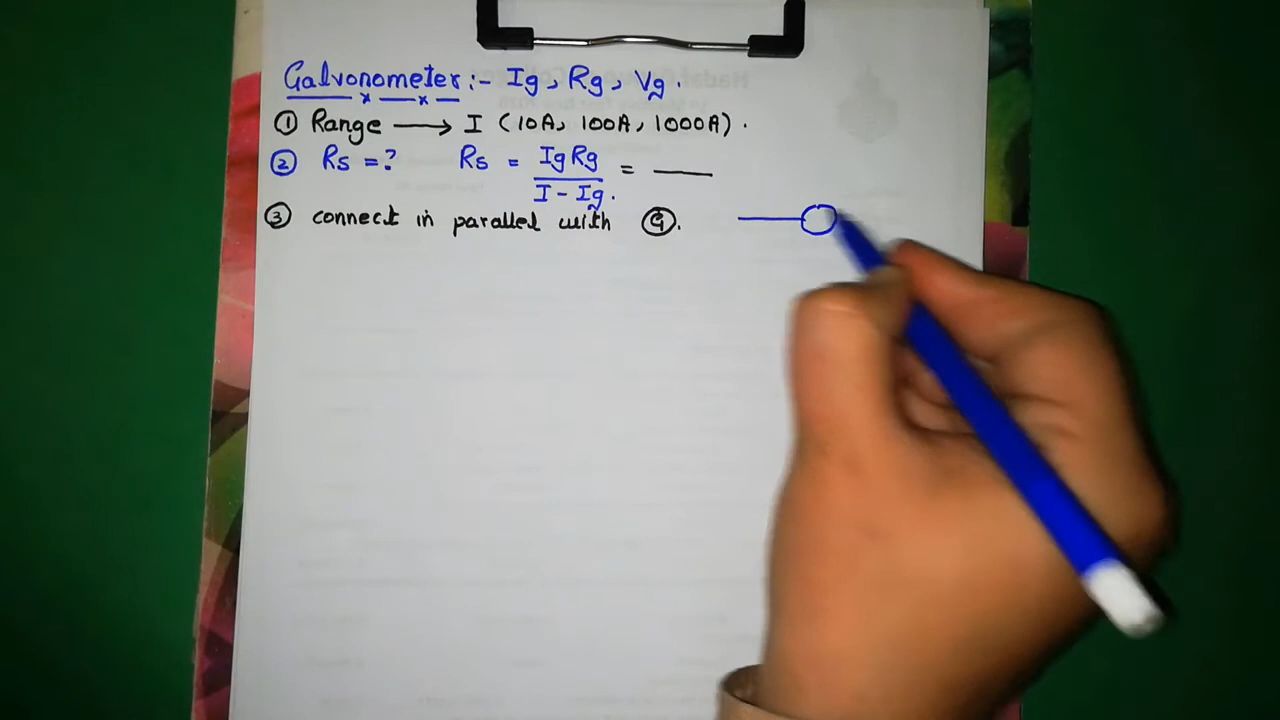 Galvonometer :- Ig, Rg, Vg.
① Range → I (10A, 100A, 1000A).
② Rs = ? Rs = IgRg / I - Ig. = ___
③ connect in parallel with Ⓖ.